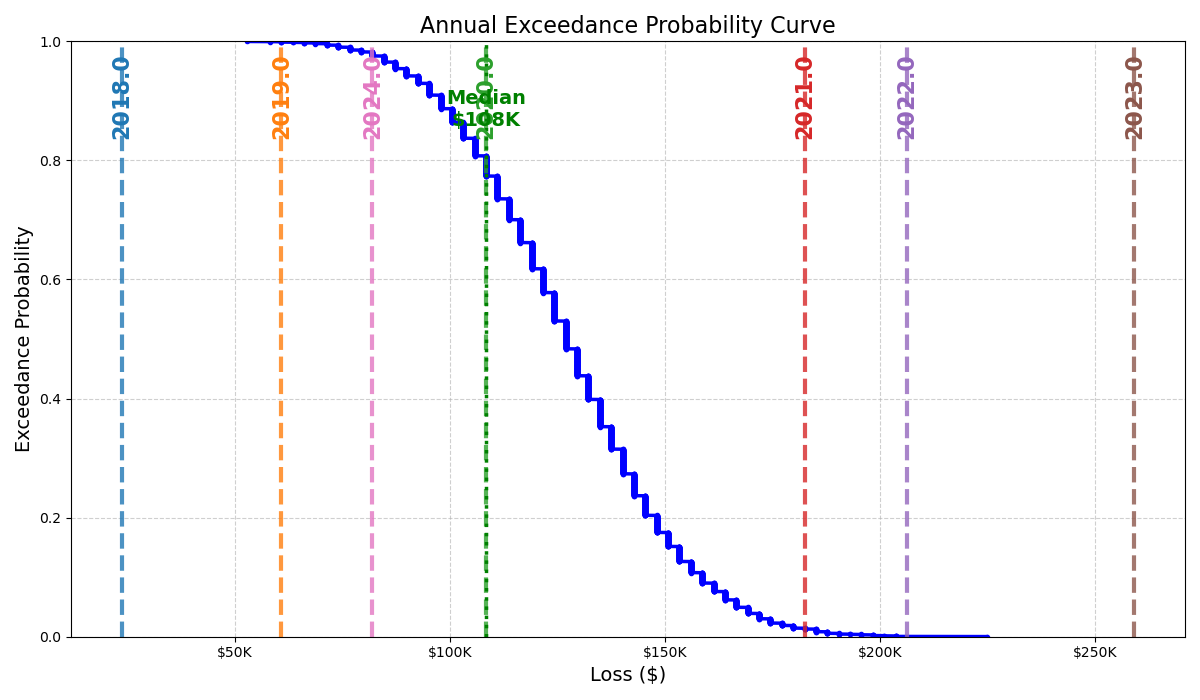 Annual Exceedance Probability Curve
Exceedance Probability
1.0
0.8
0.6
0.4
0.2
0.0
2018.0
2019.0
2024.0
2020.0
Median
$108K
2021.0
2022.0
2023.0
$50K
$100K
$150K
$200K
$250K
Loss ($)